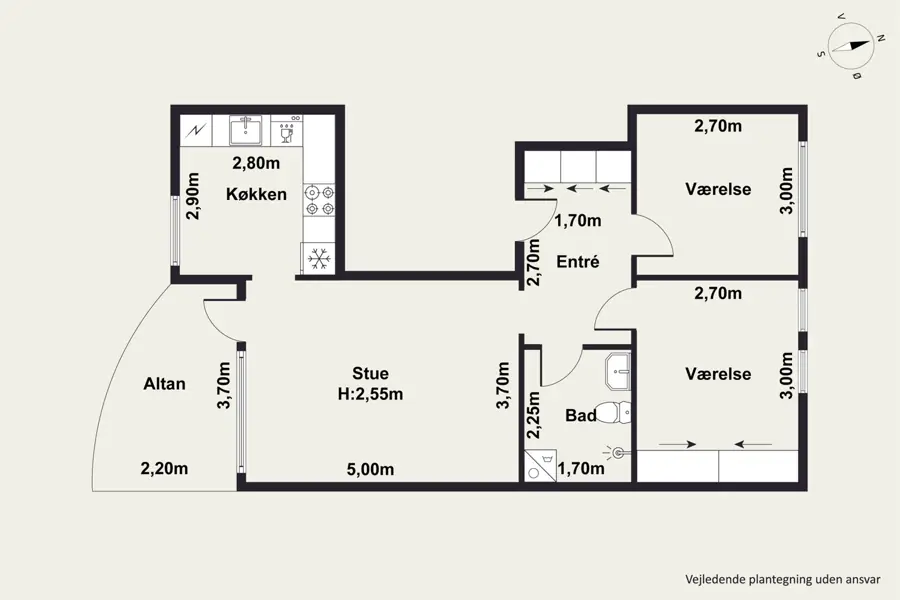 V
N
S
Ø
2,80m
Køkken
2,90m
2,70m
Værelse
3,00m
1,70m
2,70m
Entré
2,70m
Værelse
3,00m
Altan
3,70m
2,20m
Stue
H:2,55m
3,70m
5,00m
2,25m
Bad
1,70m
Vejledende plantegning uden ansvar